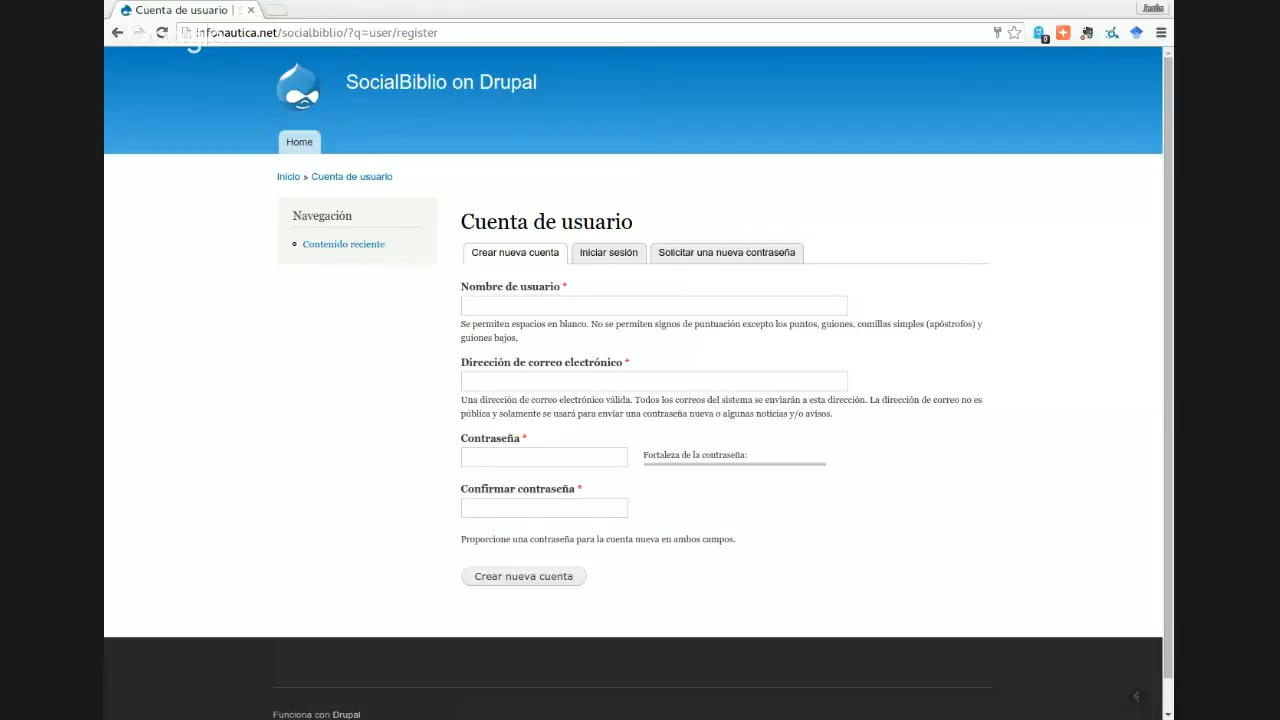 Cuenta de usuario |
Jesús
infonautica.net/socialbiblio/?q=user/register
SocialBiblio on Drupal
Home
Inicio » Cuenta de usuario
Navegación
Contenido reciente
Cuenta de usuario
Crear nueva cuenta
Iniciar sesión
Solicitar una nueva contraseña
Nombre de usuario *
Se permiten espacios en blanco. No se permiten signos de puntuación excepto los puntos, guiones, comillas simples (apóstrofos) y
guiones bajos,
Dirección de correo electrónico *
Una dirección de correo electrónico válida. Todos los correos del sistema se enviarán a esta dirección. La dirección de correo no es
pública y solamente se usará para enviar una contraseña nueva o algunas noticias y/o avisos.
Contraseña *
Fortaleza de la contraseña:
Confirmar contraseña *
Proporcione una contraseña para la cuenta nueva en ambos campos.
Crear nueva cuenta
Funciona con Drupal